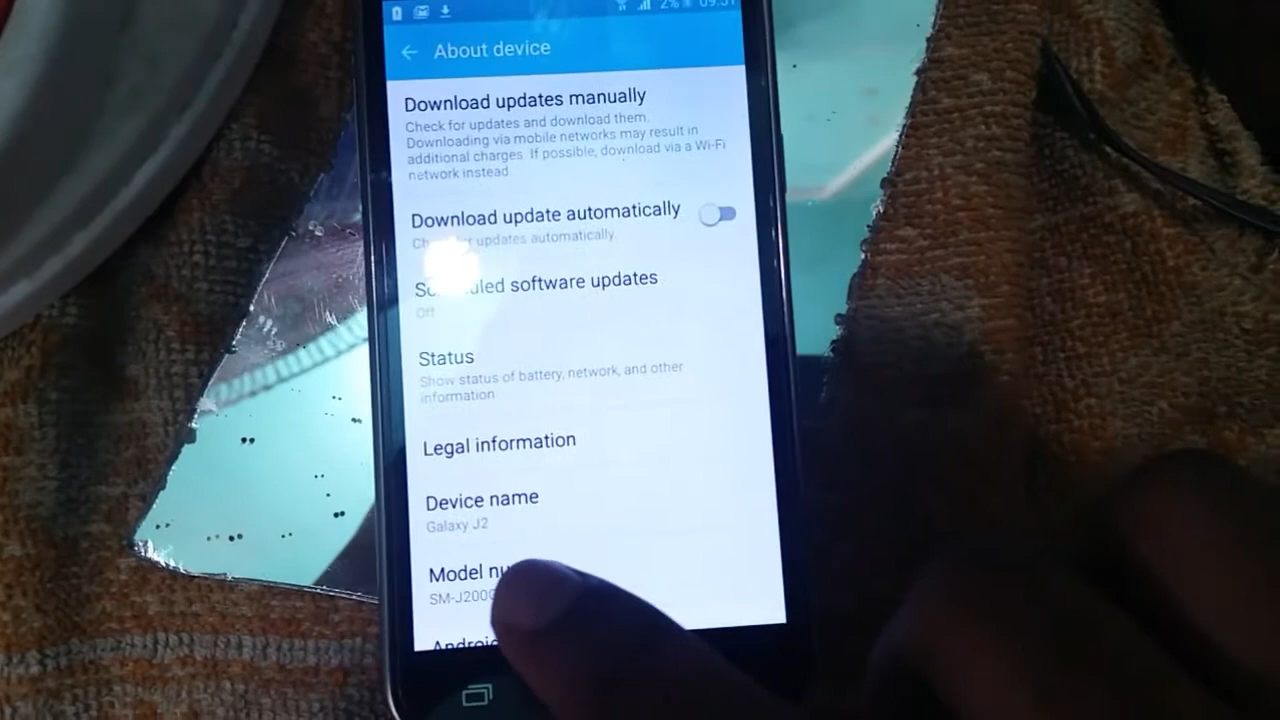 2%
About device
Download updates manually
Check for updates and download them.
Downloading via mobile networks may result in
additional charges. If possible, download via a Wi-Fi
network instead.
Download update automatically
updates automatically.
software updates
Off
Status
Show status of battery, network, and other
information
Legal information
Device name
Galaxy J2
Model
SM-J200G